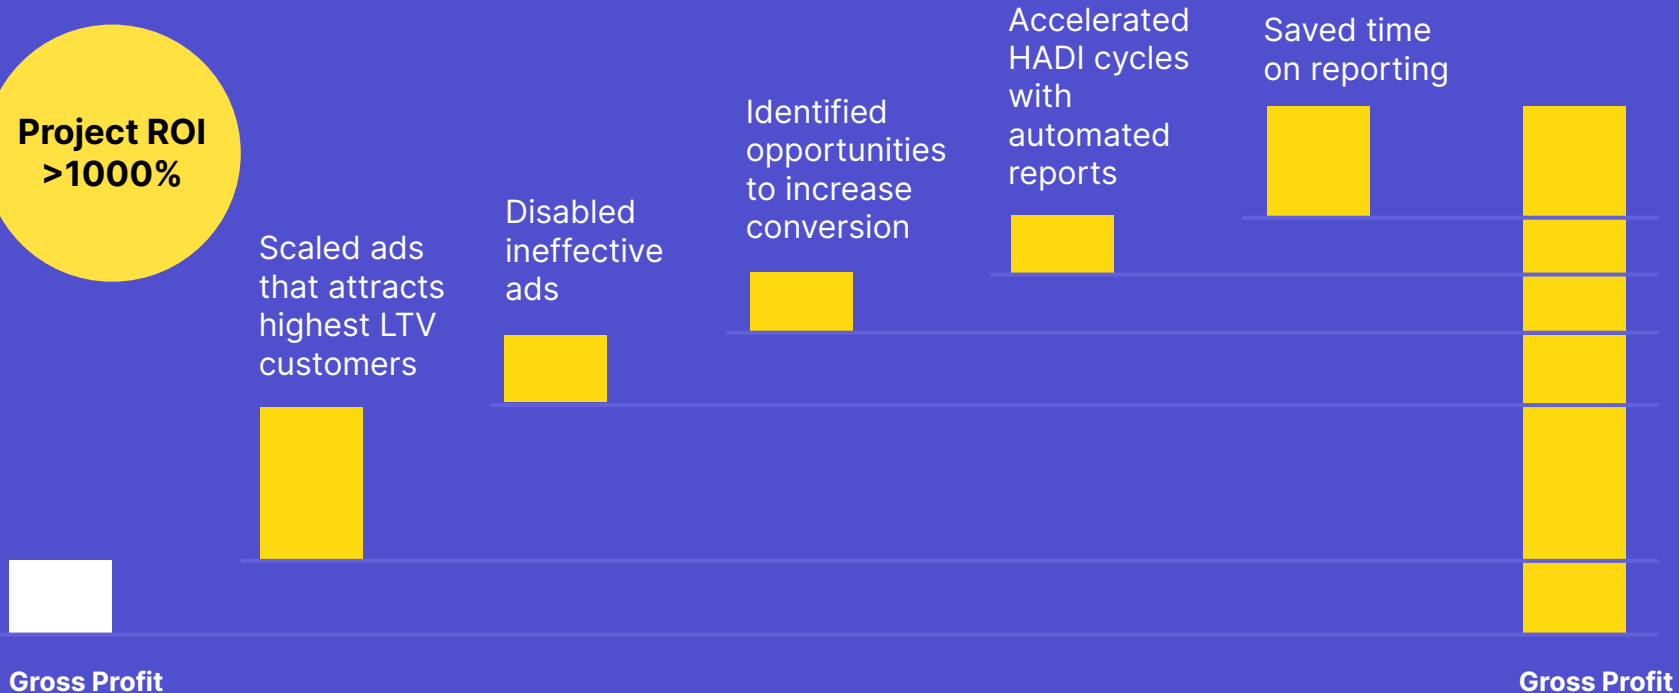 Project ROI
>1000%
Scaled ads
that attracts
highest LTV
customers
Disabled
ineffective
ads
Identified
opportunities
to increase
conversion
Accelerated
HADI cycles
with
automated
reports
Saved time
on reporting
Gross Profit
Gross Profit